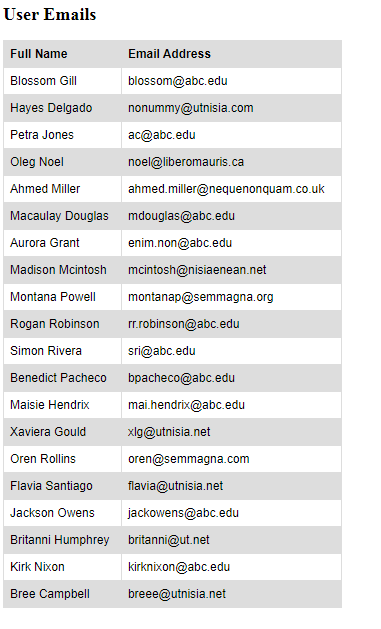 User Emails
Full Name Email Address
Blossom Gill blossom@abc.edu
Hayes Delgado nonummy@utnisia.com
Petra Jones ac@abc.edu
Oleg Noel noel@liberomauris.ca
Ahmed Miller ahmed.miller@nequenonquam.co.uk
Macaulay Douglas mdouglas@abc.edu
Aurora Grant enim.non@abc.edu
Madison Mcintosh mcintosh@nisiaenean.net
Montana Powell montanap@semmagna.org
Rogan Robinson rr.robinson@abc.edu
Simon Rivera sri@abc.edu
Benedict Pacheco bpacheco@abc.edu
Maisie Hendrix mai.hendrix@abc.edu
Xaviera Gould xlg@utnisia.net
Oren Rollins oren@semmagna.com
Flavia Santiago flavia@utnisia.net
Jackson Owens jackowens@abc.edu
Britanni Humphrey britanni@ut.net
Kirk Nixon kirknixon@abc.edu
Bree Campbell breee@utnisia.net